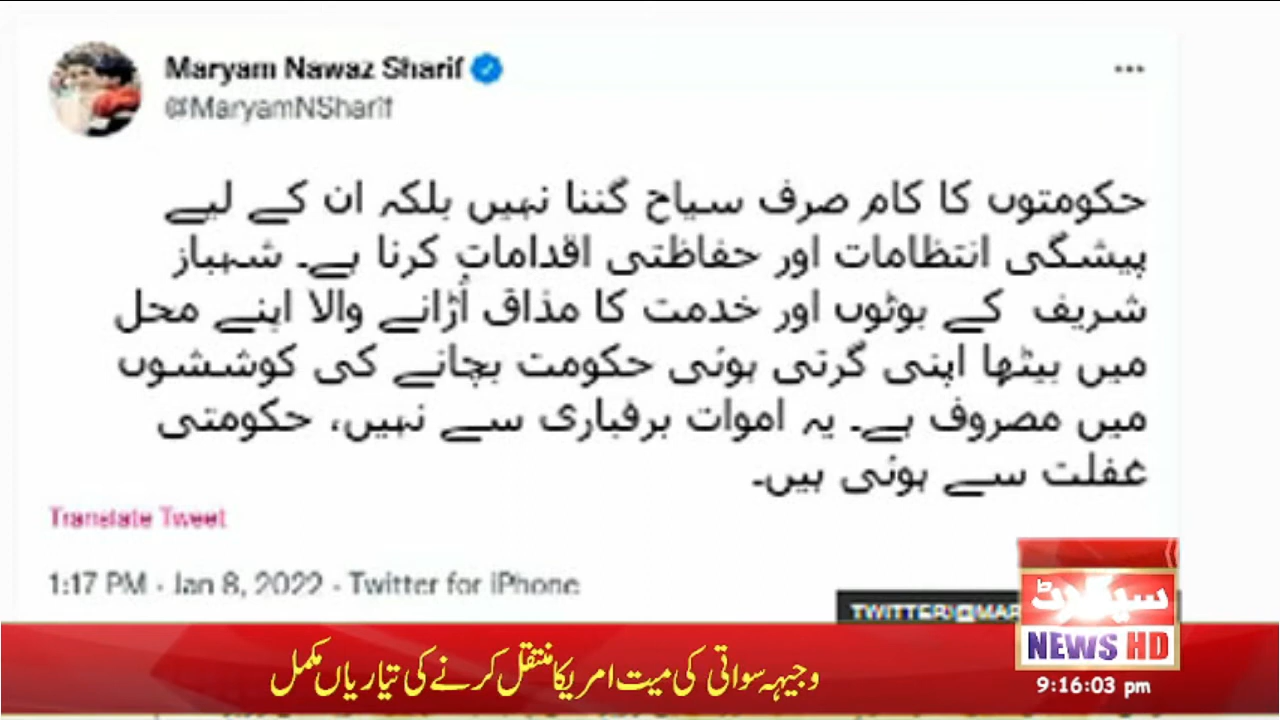 Maryam Nawaz Sharif
@MaryamNSharif
حکومتوں کا کام صرف سیاح گننا نہیں بلکہ ان کے لیے
پیشگی انتظامات اور حفاظتی اقدامات کرنا ہے۔ شہباز
شریف کے بوٹوں اور خدمت کا مذاق اُڑانے والا اپنے محل
میں بیٹھا اپنی گرتی ہوئی حکومت بچانے کی کوششوں
میں مصروف ہے۔ یہ اموات برفباری سے نہیں، حکومتی
غفلت سے ہوئی ہیں۔
Translate Tweet
1:17 PM · Jan 8, 2022 · Twitter for iPhone
TWITTER@MAR
NEWS HD
9:16:03 pm
وجیہہ سواتی کی میت امریکا منتقل کرنے کی تیاریاں مکمل